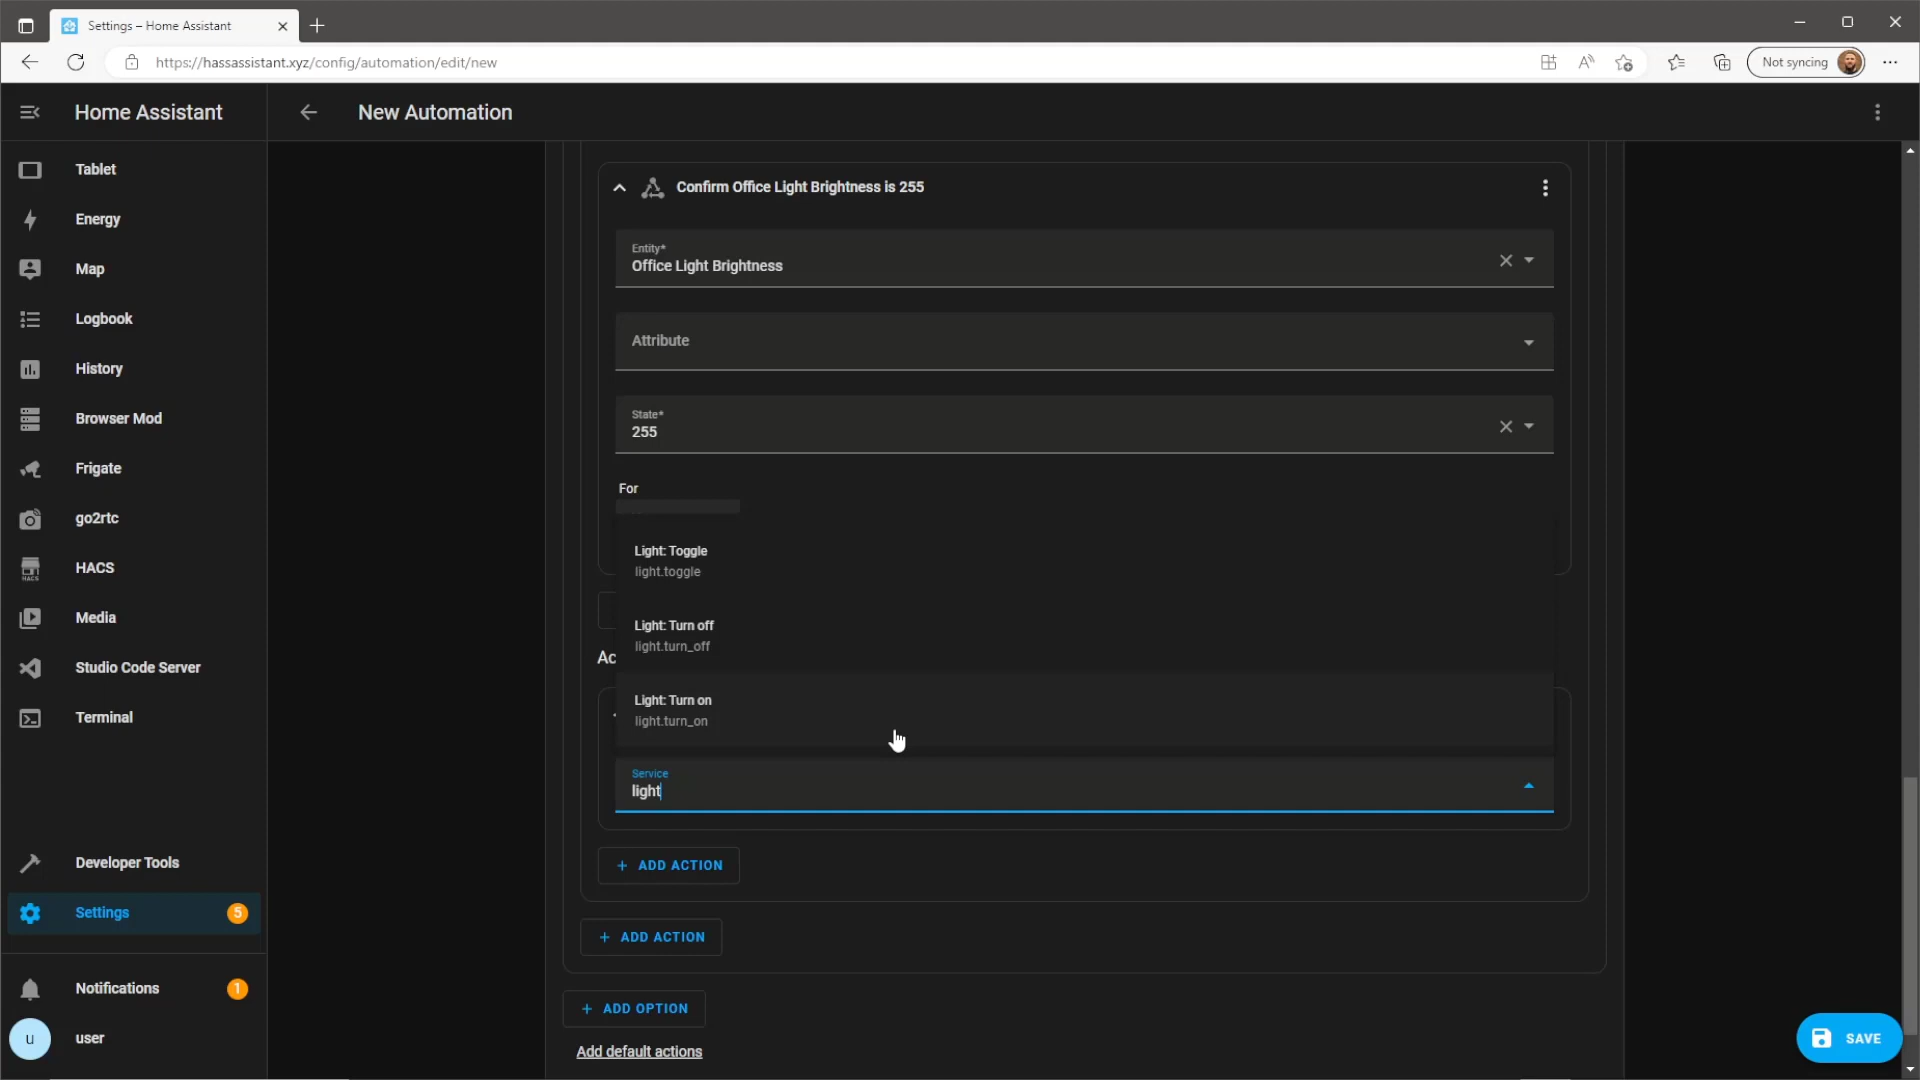 Settings – Home Assistant
https://hassassistant.xyz/config/automation/edit/new
Not syncing
Home Assistant
New Automation
Tablet
Energy
Map
Logbook
History
Browser Mod
Frigate
go2rtc
HACS
HACS
Media
Studio Code Server
Terminal
Developer Tools
Settings
5
Notifications
1
u
user
Confirm Office Light Brightness is 255
Entity*
Office Light Brightness
Attribute
State*
255
For
Light: Toggle
light.toggle
Light: Turn off
light.turn_off
Ac
Light: Turn on
light.turn_on
Service
light
+ ADD ACTION
+ ADD ACTION
+ ADD OPTION
Add default actions
SAVE